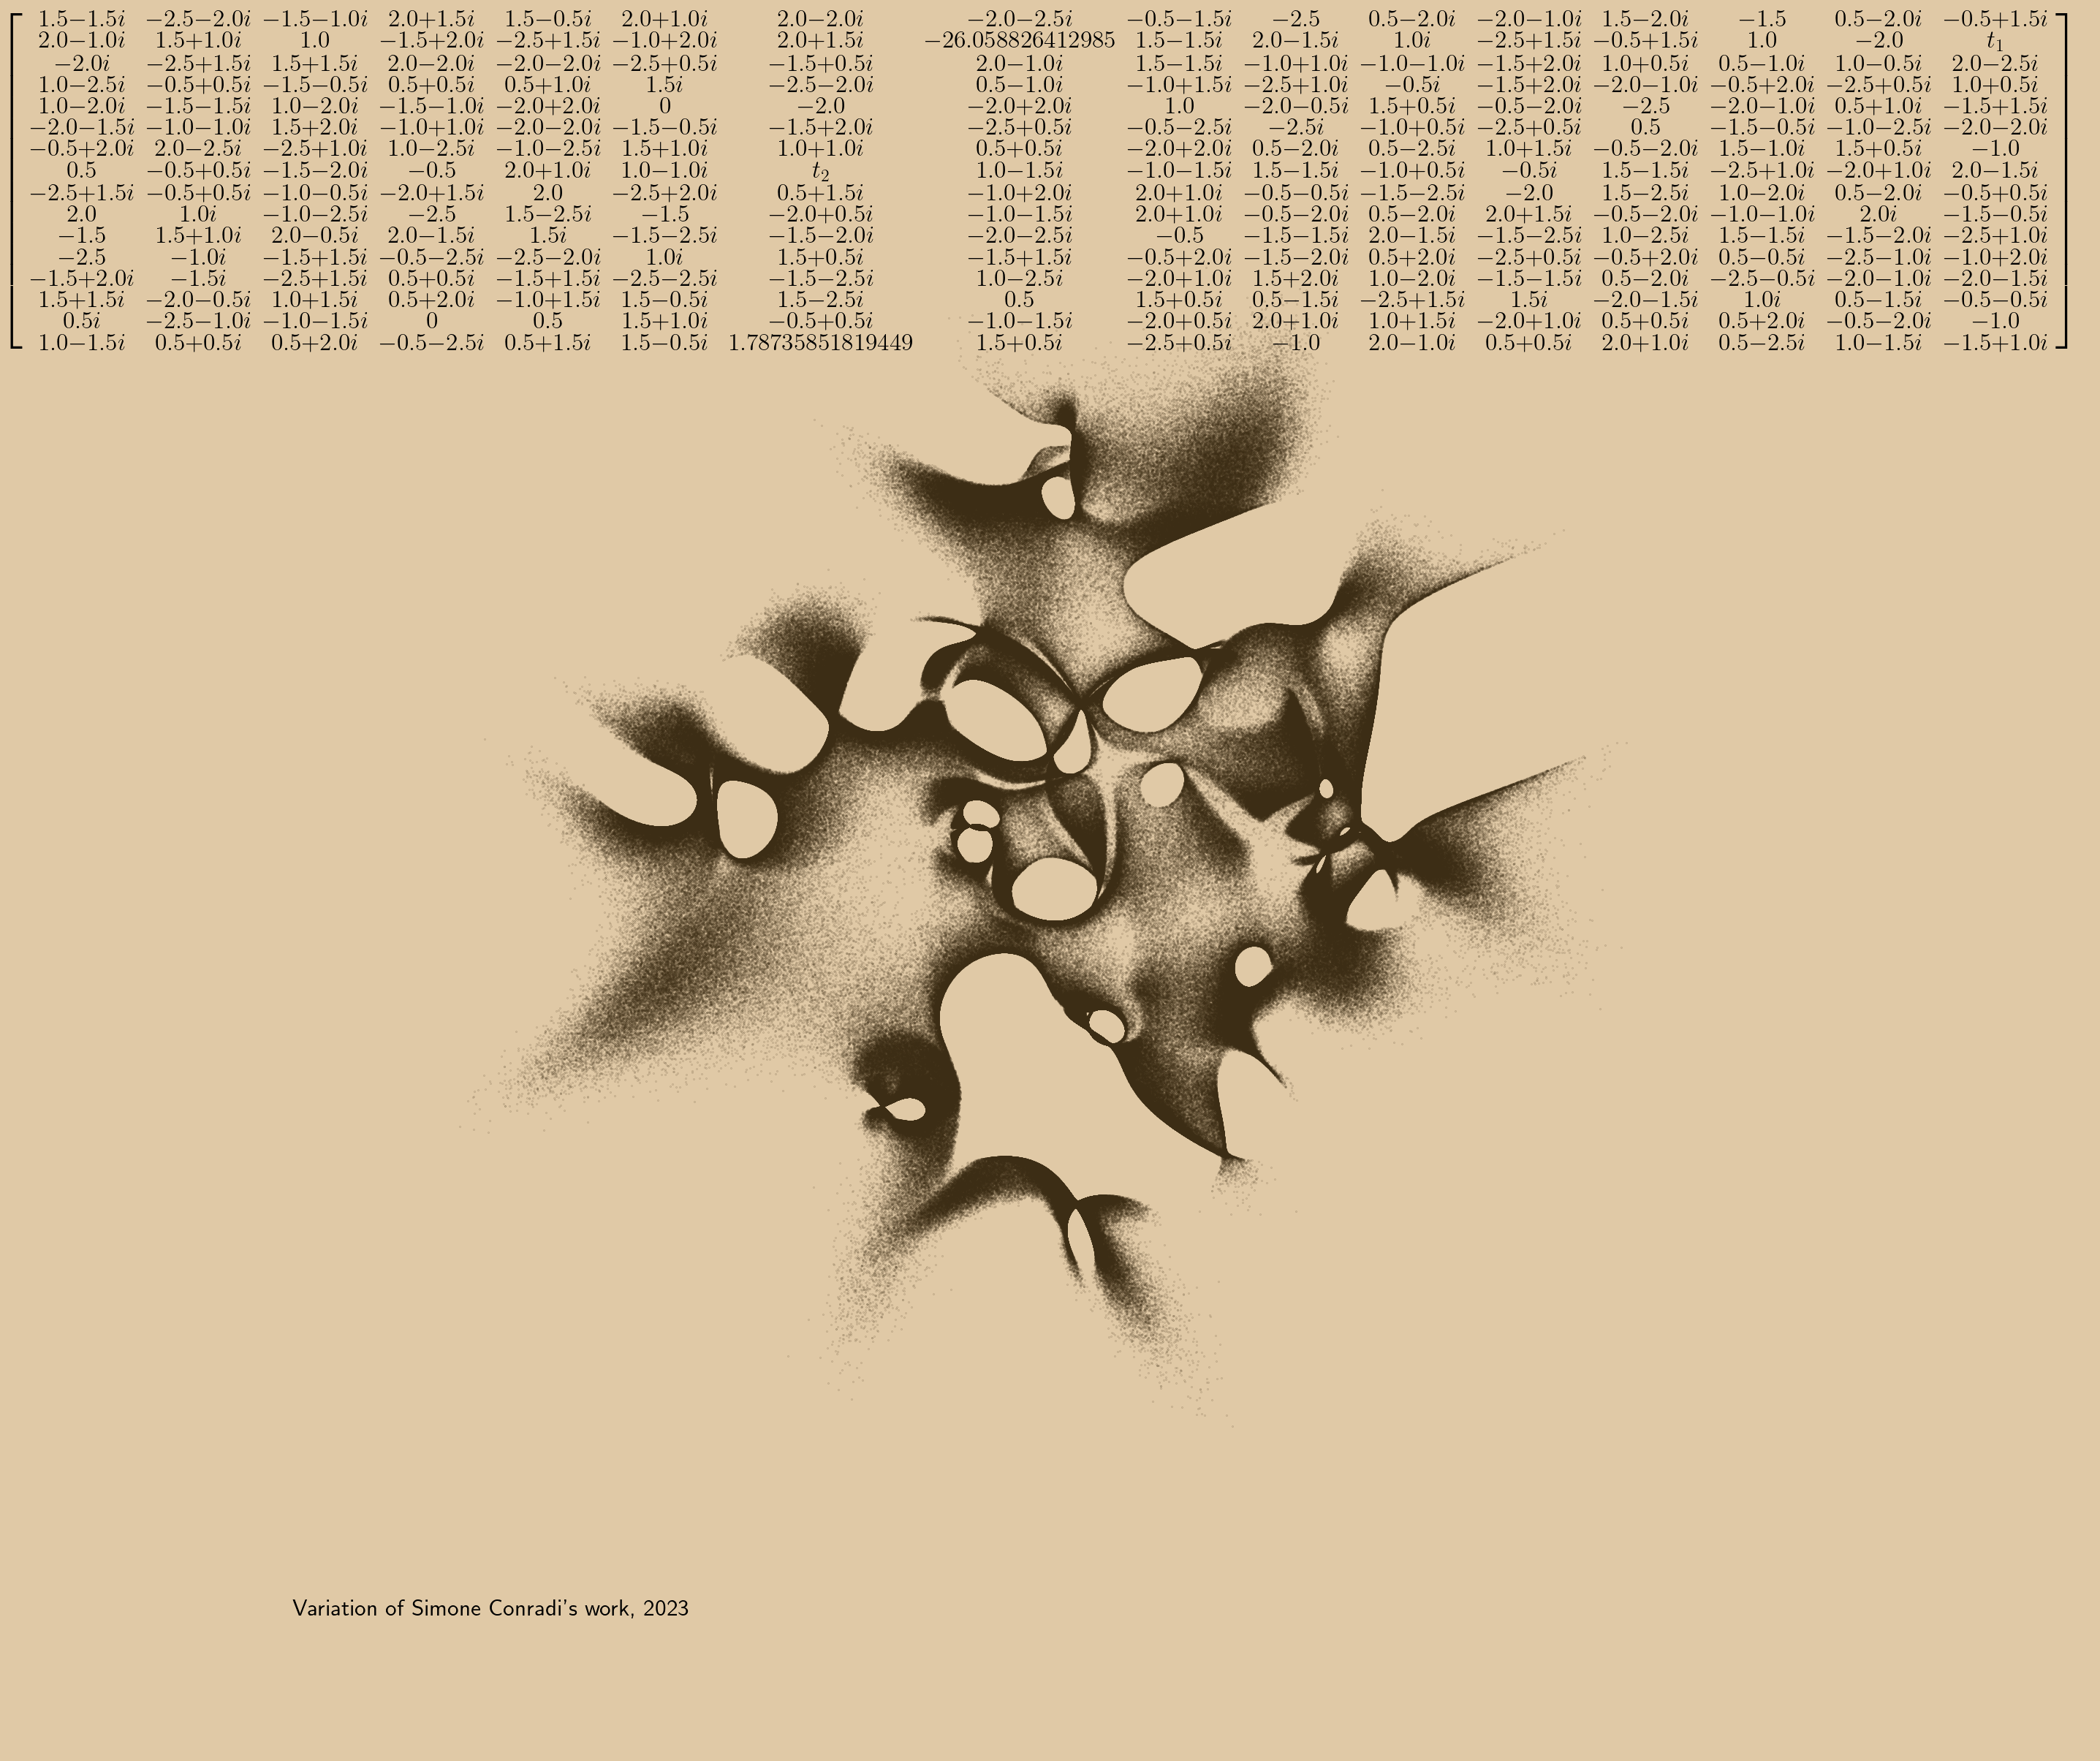 1.5−1.5i −2.5−2.0i −1.5−1.0i 2.0+1.5i 1.5−0.5i 2.0+1.0i 2.0−2.0i −2.0−2.5i −0.5−1.5i −2.5 0.5−2.0i −2.0−1.0i 1.5−2.0i −1.5 0.5−2.0i −0.5+1.5i
2.0−1.0i 1.5+1.0i 1.0 −1.5+2.0i −2.5+1.5i −1.0+2.0i 2.0+1.5i −26.058826412985 1.5−1.5i 2.0−1.5i 1.0i −2.5+1.5i −0.5+1.5i 1.0 −2.0 t₁
−2.0i −2.5+1.5i 1.5+1.5i 2.0−2.0i −2.0−2.0i −2.5+0.5i −1.5+0.5i 2.0−1.0i 1.5−1.5i −1.0+1.0i −1.0−1.0i −1.5+2.0i 1.0+0.5i 0.5−1.0i 1.0−0.5i 2.0−2.5i
1.0−2.5i −0.5+0.5i −1.5−0.5i 0.5+0.5i 0.5+1.0i 1.5i −2.5−2.0i 0.5−1.0i −1.0+1.5i −2.5+1.0i −0.5i −1.5+2.0i −2.0−1.0i −0.5+2.0i −2.5+0.5i 1.0+0.5i
1.0−2.0i −1.5−1.5i 1.0−2.0i −1.5−1.0i −2.0+2.0i 0 −2.0 −2.0+2.0i 1.0 −2.0−0.5i 1.5+0.5i −0.5−2.0i −2.5 −2.0−1.0i 0.5+1.0i −1.5+1.5i
−2.0−1.5i −1.0−1.0i 1.5+2.0i −1.0+1.0i −2.0−2.0i −1.5−0.5i −1.5+2.0i −2.5+0.5i −0.5−2.5i −2.5i −1.0+0.5i −2.5+0.5i 0.5 −1.5−0.5i −1.0−2.5i −2.0−2.0i
−0.5+2.0i 2.0−2.5i −2.5+1.0i 1.0−2.5i −1.0−2.5i 1.5+1.0i 1.0+1.0i 0.5+0.5i −2.0+2.0i 0.5−2.0i 0.5−2.5i 1.0+1.5i −0.5−2.0i 1.5−1.0i 1.5+0.5i −1.0
0.5 −0.5+0.5i −1.5−2.0i −0.5 2.0+1.0i 1.0−1.0i t₂ 1.0−1.5i −1.0−1.5i 1.5−1.5i −1.0+0.5i −0.5i 1.5−1.5i −2.5+1.0i −2.0+1.0i 2.0−1.5i
−2.5+1.5i −0.5+0.5i −1.0−0.5i −2.0+1.5i 2.0 −2.5+2.0i 0.5+1.5i −1.0+2.0i 2.0+1.0i −0.5−0.5i −1.5−2.5i −2.0 1.5−2.5i 1.0−2.0i 0.5−2.0i −0.5+0.5i
2.0 1.0i −1.0−2.5i −2.5 1.5−2.5i −1.5 −2.0+0.5i −1.0−1.5i 2.0+1.0i −0.5−2.0i 0.5−2.0i 2.0+1.5i −0.5−2.0i −1.0−1.0i 2.0i −1.5−0.5i
−1.5 1.5+1.0i 2.0−0.5i 2.0−1.5i 1.5i −1.5−2.5i −1.5−2.0i −2.0−2.5i −0.5 −1.5−1.5i 2.0−1.5i −1.5−2.5i 1.0−2.5i 1.5−1.5i −1.5−2.0i −2.5+1.0i
−2.5 −1.0i −1.5+1.5i −0.5−2.5i −2.5−2.0i 1.0i 1.5+0.5i −1.5+1.5i −0.5+2.0i −1.5−2.0i 0.5+2.0i −2.5+0.5i −0.5+2.0i 0.5−0.5i −2.5−1.0i −1.0+2.0i
−1.5+2.0i −1.5i −2.5+1.5i 0.5+0.5i −1.5+1.5i −2.5−2.5i −1.5−2.5i 1.0−2.5i −2.0+1.0i 1.5+2.0i 1.0−2.0i −1.5−1.5i 0.5−2.0i −2.5−0.5i −2.0−1.0i −2.0−1.5i
1.5+1.5i −2.0−0.5i 1.0+1.5i 0.5+2.0i −1.0+1.5i 1.5−0.5i 1.5−2.5i 0.5 1.5+0.5i 0.5−1.5i −2.5+1.5i 1.5i −2.0−1.5i 1.0i 0.5−1.5i −0.5−0.5i
0.5i −2.5−1.0i −1.0−1.5i 0 0.5 1.5+1.0i −0.5+0.5i −1.0−1.5i −2.0+0.5i 2.0+1.0i 1.0+1.5i −2.0+1.0i 0.5+0.5i 0.5+2.0i −0.5−2.0i −1.0
1.0−1.5i 0.5+0.5i 0.5+2.0i −0.5−2.5i 0.5+1.5i 1.5−0.5i 1.78735851819449 1.5+0.5i −2.5+0.5i −1.0 2.0−1.0i 0.5+0.5i 2.0+1.0i 0.5−2.5i 1.0−1.5i −1.5+1.0i
Variation of Simone Conradi's work, 2023